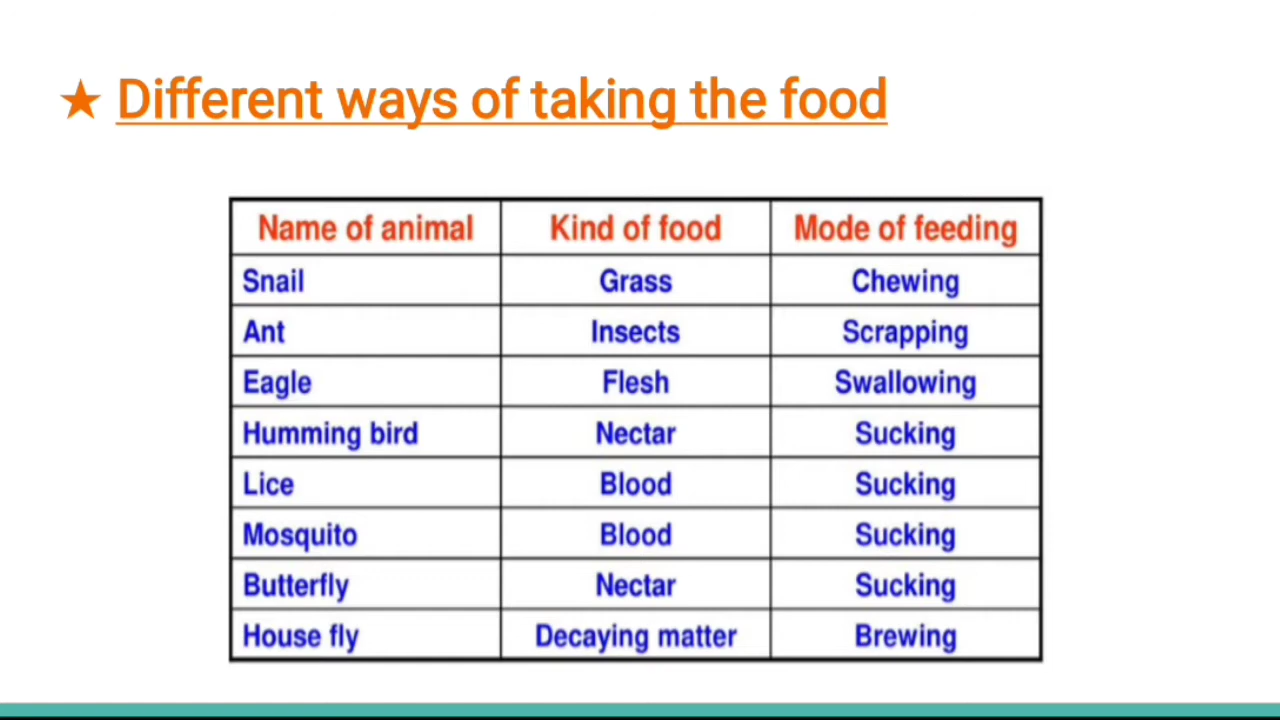 ★ Different ways of taking the food
Name of animal Kind of food Mode of feeding
Snail Grass Chewing
Ant Insects Scrapping
Eagle Flesh Swallowing
Humming bird Nectar Sucking
Lice Blood Sucking
Mosquito Blood Sucking
Butterfly Nectar Sucking
House fly Decaying matter Brewing